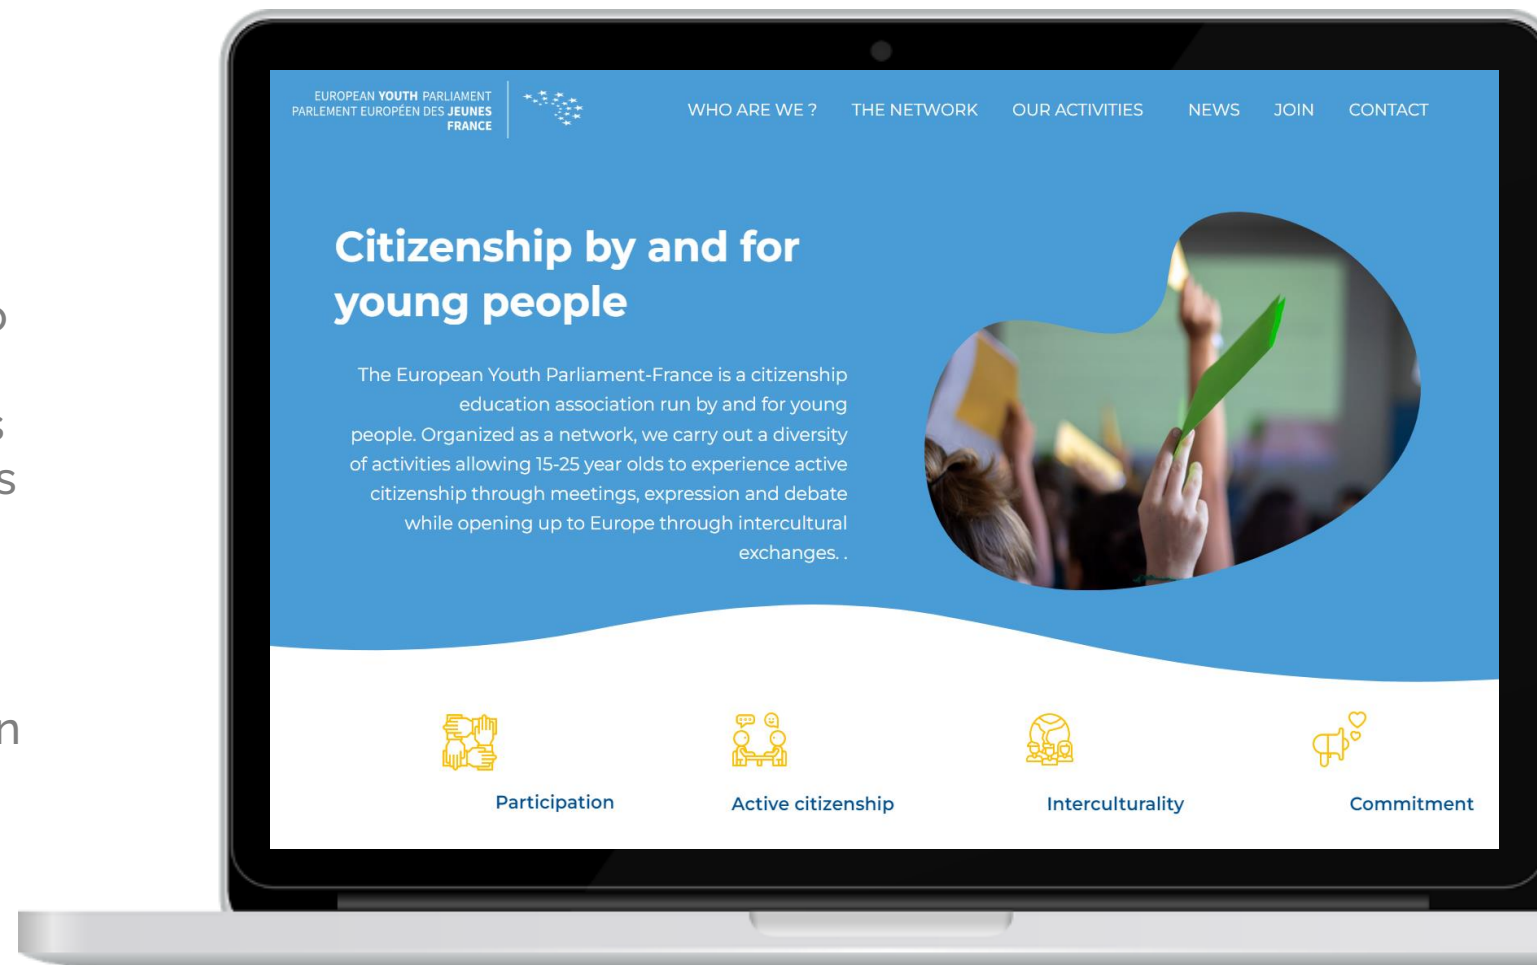 EUROPEAN YOUTH PARLIAMENT
PARLEMENT EUROPÉEN DES JEUNES
FRANCE
WHO ARE WE ? THE NETWORK OUR ACTIVITIES NEWS JOIN CONTACT
Citizenship by and for
young people
The European Youth Parliament-France is a citizenship
education association run by and for young
people. Organized as a network, we carry out a diversity
of activities allowing 15-25 year olds to experience active
citizenship through meetings, expression and debate
while opening up to Europe through intercultural
exchanges. .
Participation Active citizenship Interculturality Commitment